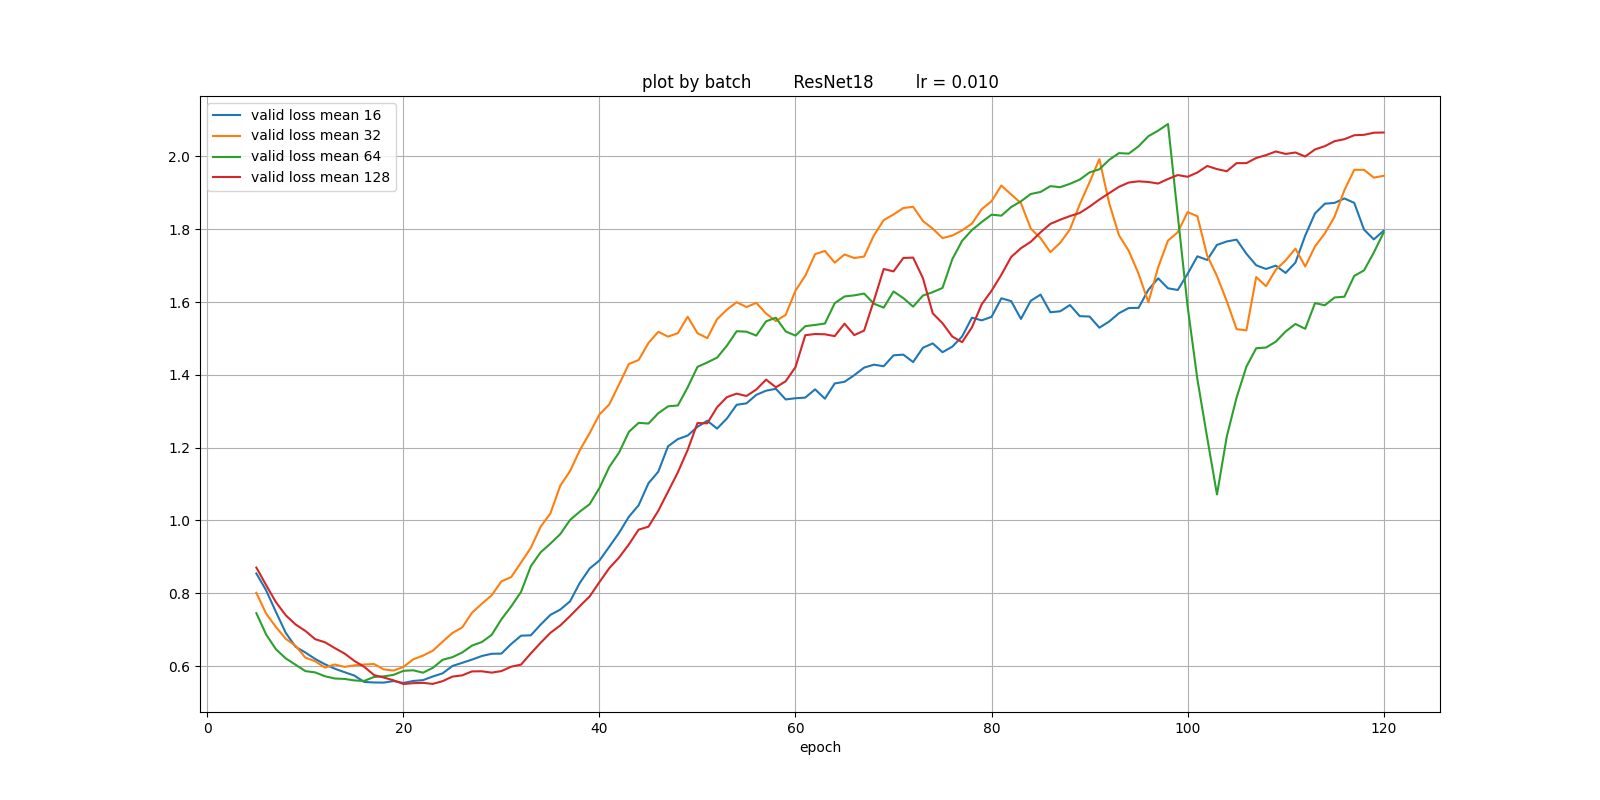 plot by batch ResNet18 lr = 0.010
valid loss mean 16
valid loss mean 32
valid loss mean 64
valid loss mean 128
2.0
1.8
1.6
1.4
1.2
1.0
0.8
0.6
0 20 40 60 80 100 120
epoch